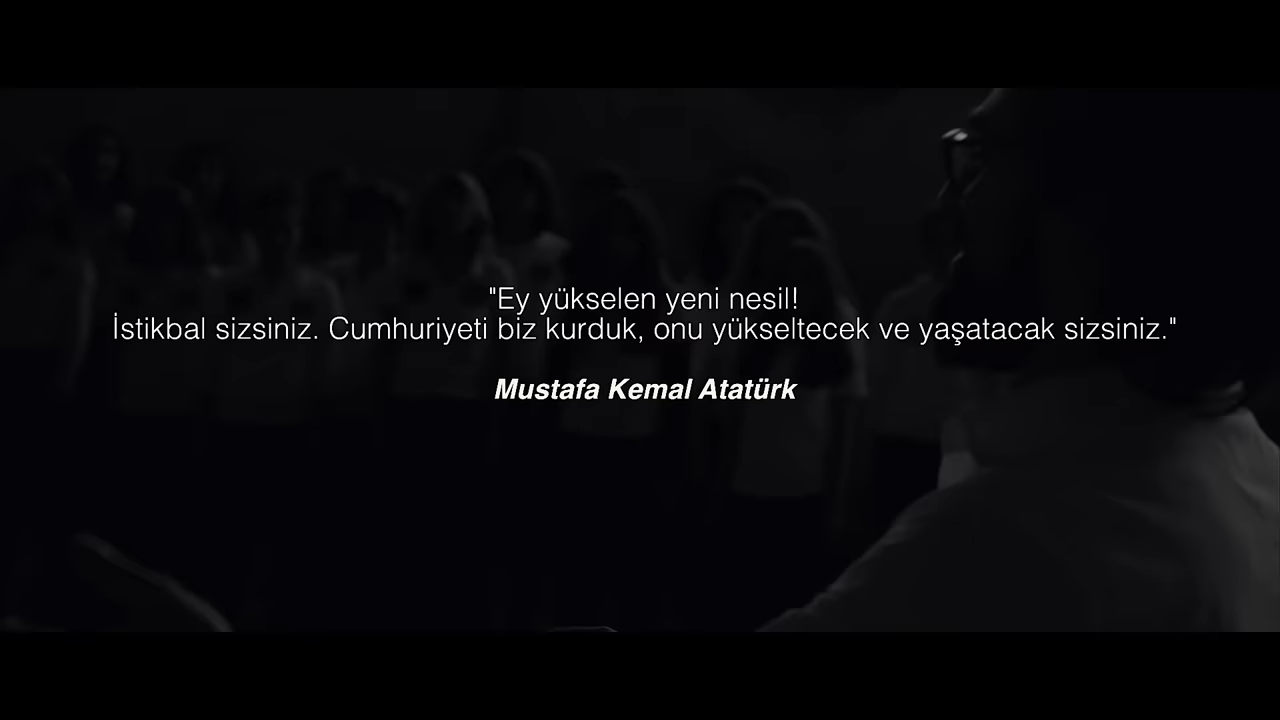 "Ey yükselen yeni nesil!
İstikbal sizsiniz. Cumhuriyeti biz kurduk, onu yükseltecek ve yaşatacak sizsiniz."
Mustafa Kemal Atatürk